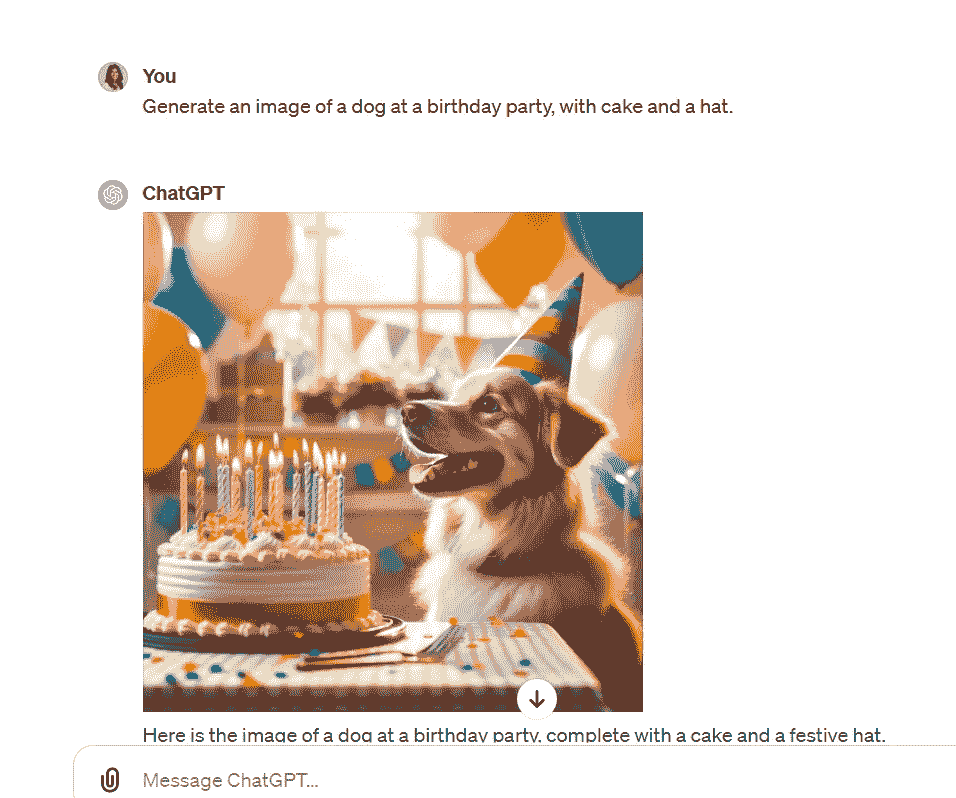 You
Generate an image of a dog at a birthday party, with cake and a hat.
ChatGPT
Here is the image of a dog at a birthday party, complete with a cake and a festive hat.
Message ChatGPT...